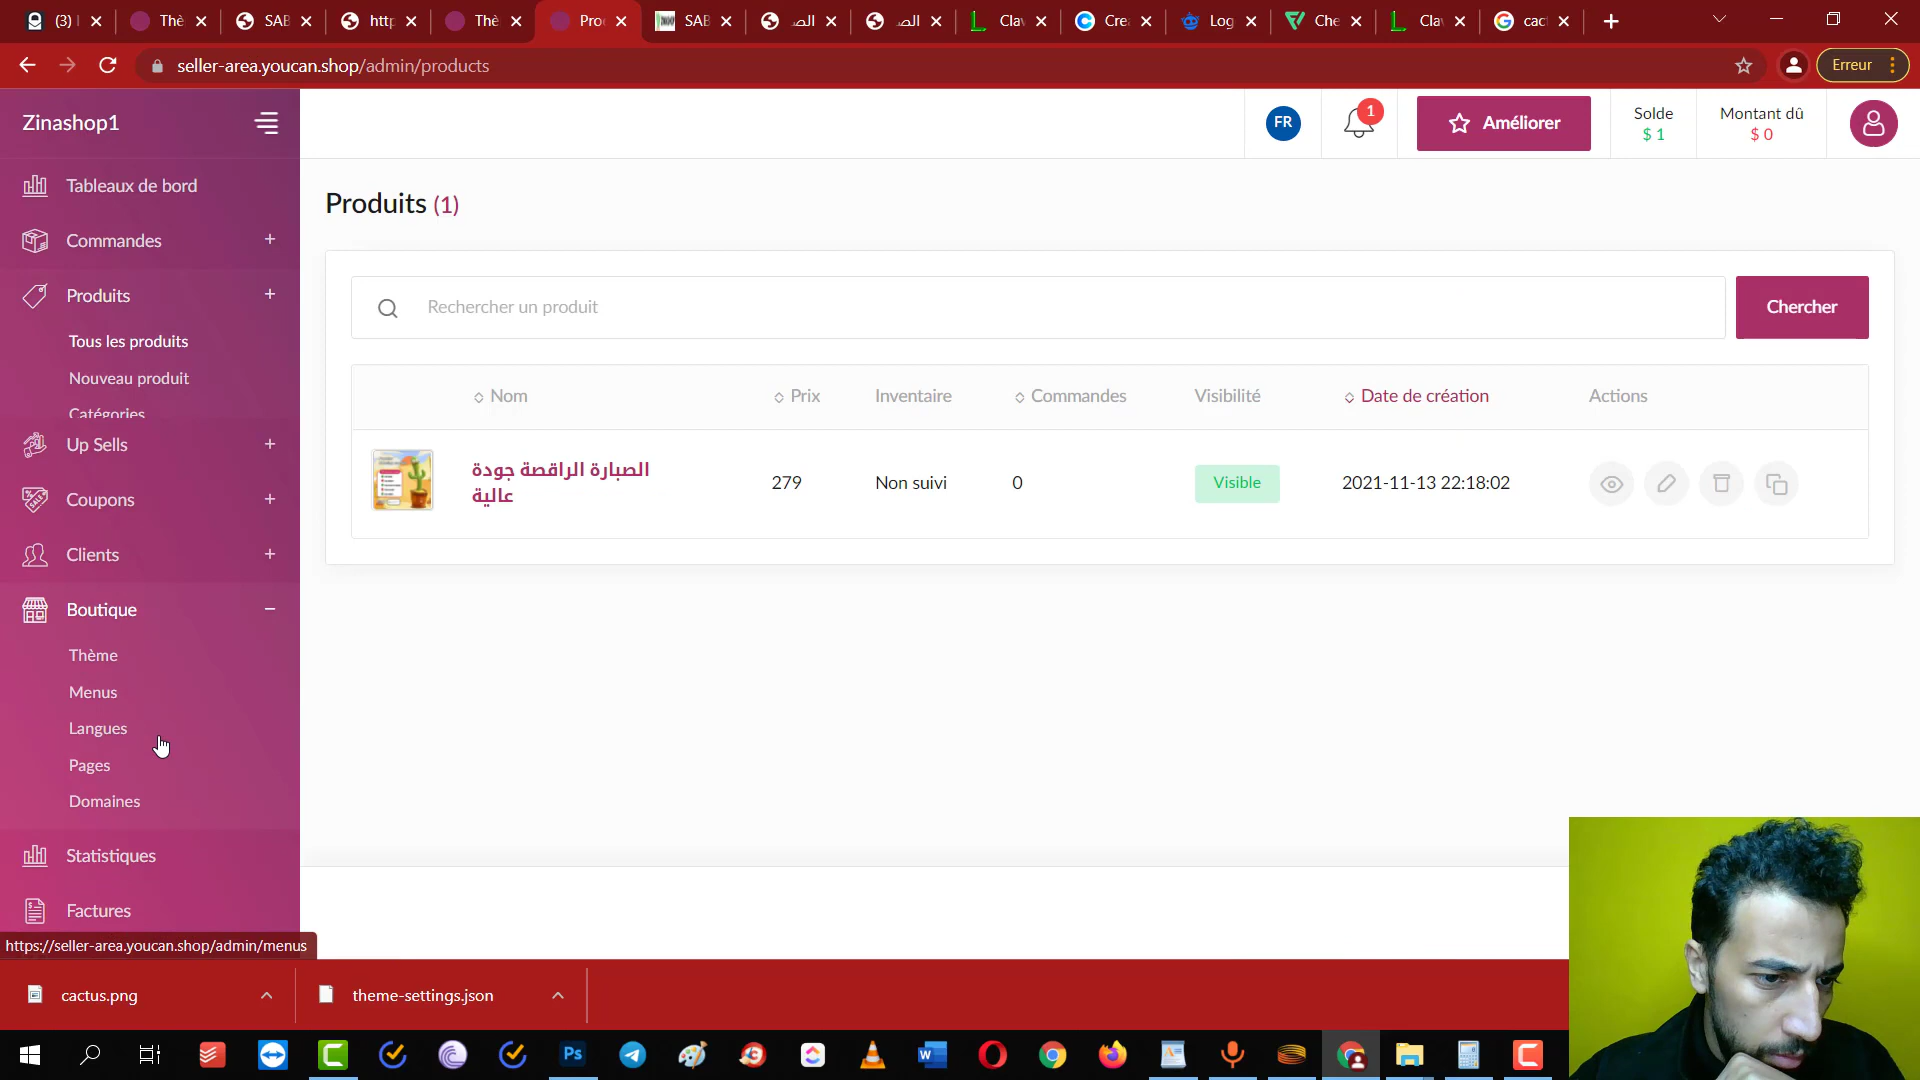 (3)
Thè
SAB
http
Thè
Pro
SAB
الصـ
الصـ
Cla
Cre
Log
Che
Cla
cac
seller-area.youcan.shop/admin/products
Erreur
Zinashop1
FR
1
Améliorer
Solde
$ 1
Montant dû
$ 0
Tableaux de bord
Commandes
Produits
Tous les produits
Nouveau produit
Catégories
Up Sells
Coupons
Clients
Boutique
Thème
Menus
Langues
Pages
Domaines
Statistiques
Factures
Produits (1)
Rechercher un produit
Chercher
Nom
Prix
Inventaire
Commandes
Visibilité
Date de création
Actions
الصبارة الراقصة جودة
عالية
279
Non suivi
0
Visible
2021-11-13 22:18:02
https://seller-area.youcan.shop/admin/menus
cactus.png
theme-settings.json